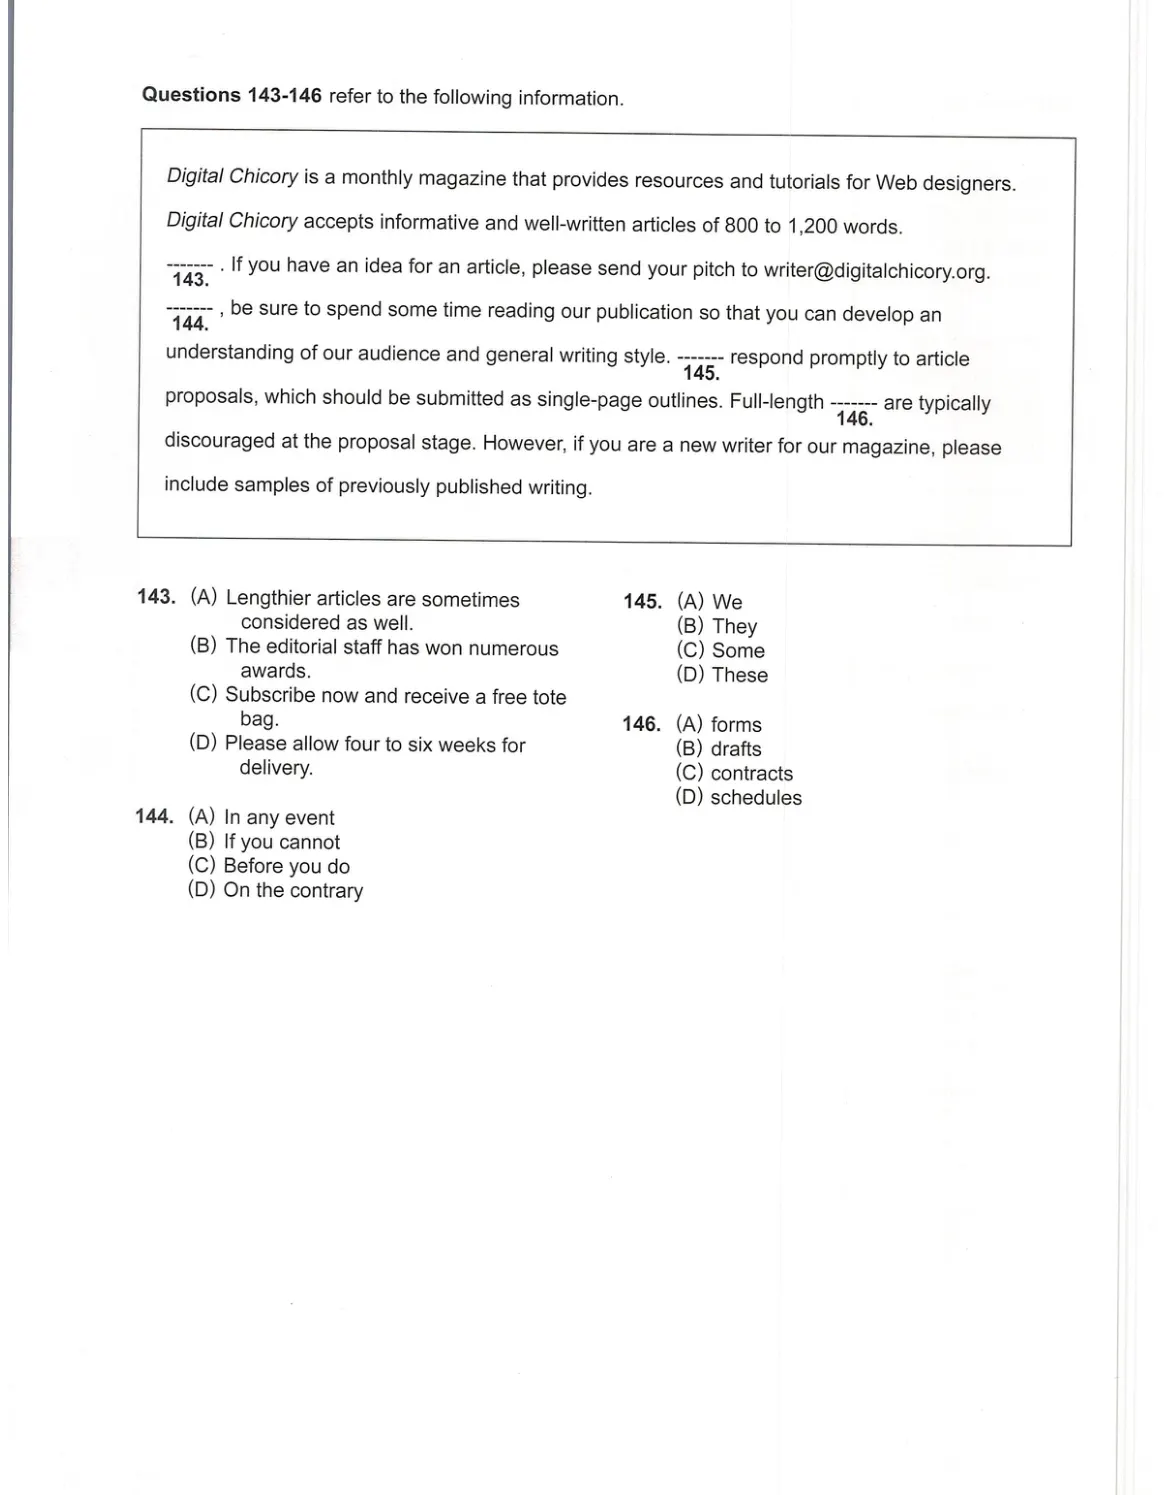 Questions 143-146 refer to the following information.
Digital Chicory is a monthly magazine that provides resources and tutorials for Web designers.
Digital Chicory accepts informative and well-written articles of 800 to 1,200 words.
------- . If you have an idea for an article, please send your pitch to writer@digitalchicory.org.
143.
------- , be sure to spend some time reading our publication so that you can develop an
144.
understanding of our audience and general writing style. ------- respond promptly to article
145.
proposals, which should be submitted as single-page outlines. Full-length ------- are typically
146.
discouraged at the proposal stage. However, if you are a new writer for our magazine, please
include samples of previously published writing.
143. (A) Lengthier articles are sometimes
considered as well.
(B) The editorial staff has won numerous
awards.
(C) Subscribe now and receive a free tote
bag.
(D) Please allow four to six weeks for
delivery.
144. (A) In any event
(B) If you cannot
(C) Before you do
(D) On the contrary
145. (A) We
(B) They
(C) Some
(D) These
146. (A) forms
(B) drafts
(C) contracts
(D) schedules